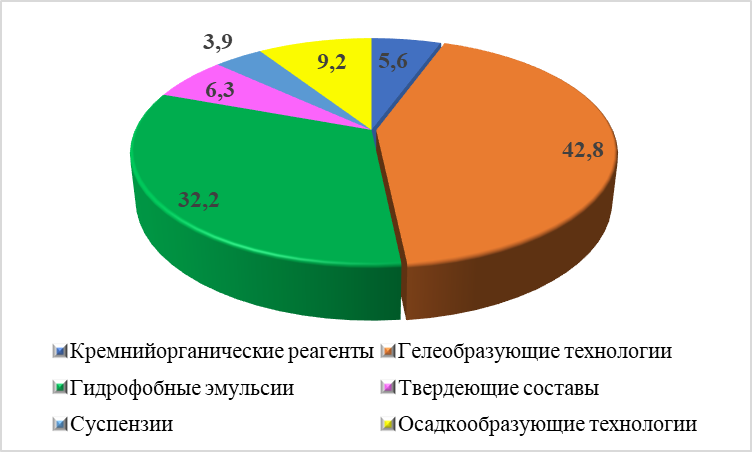 3,9
9,2
5,6
6,3
42,8
32,2
Кремнийорганические реагенты
Гелеобразующие технологии
Гидрофобные эмульсии
Твердеющие составы
Суспензии
Осадкообразующие технологии